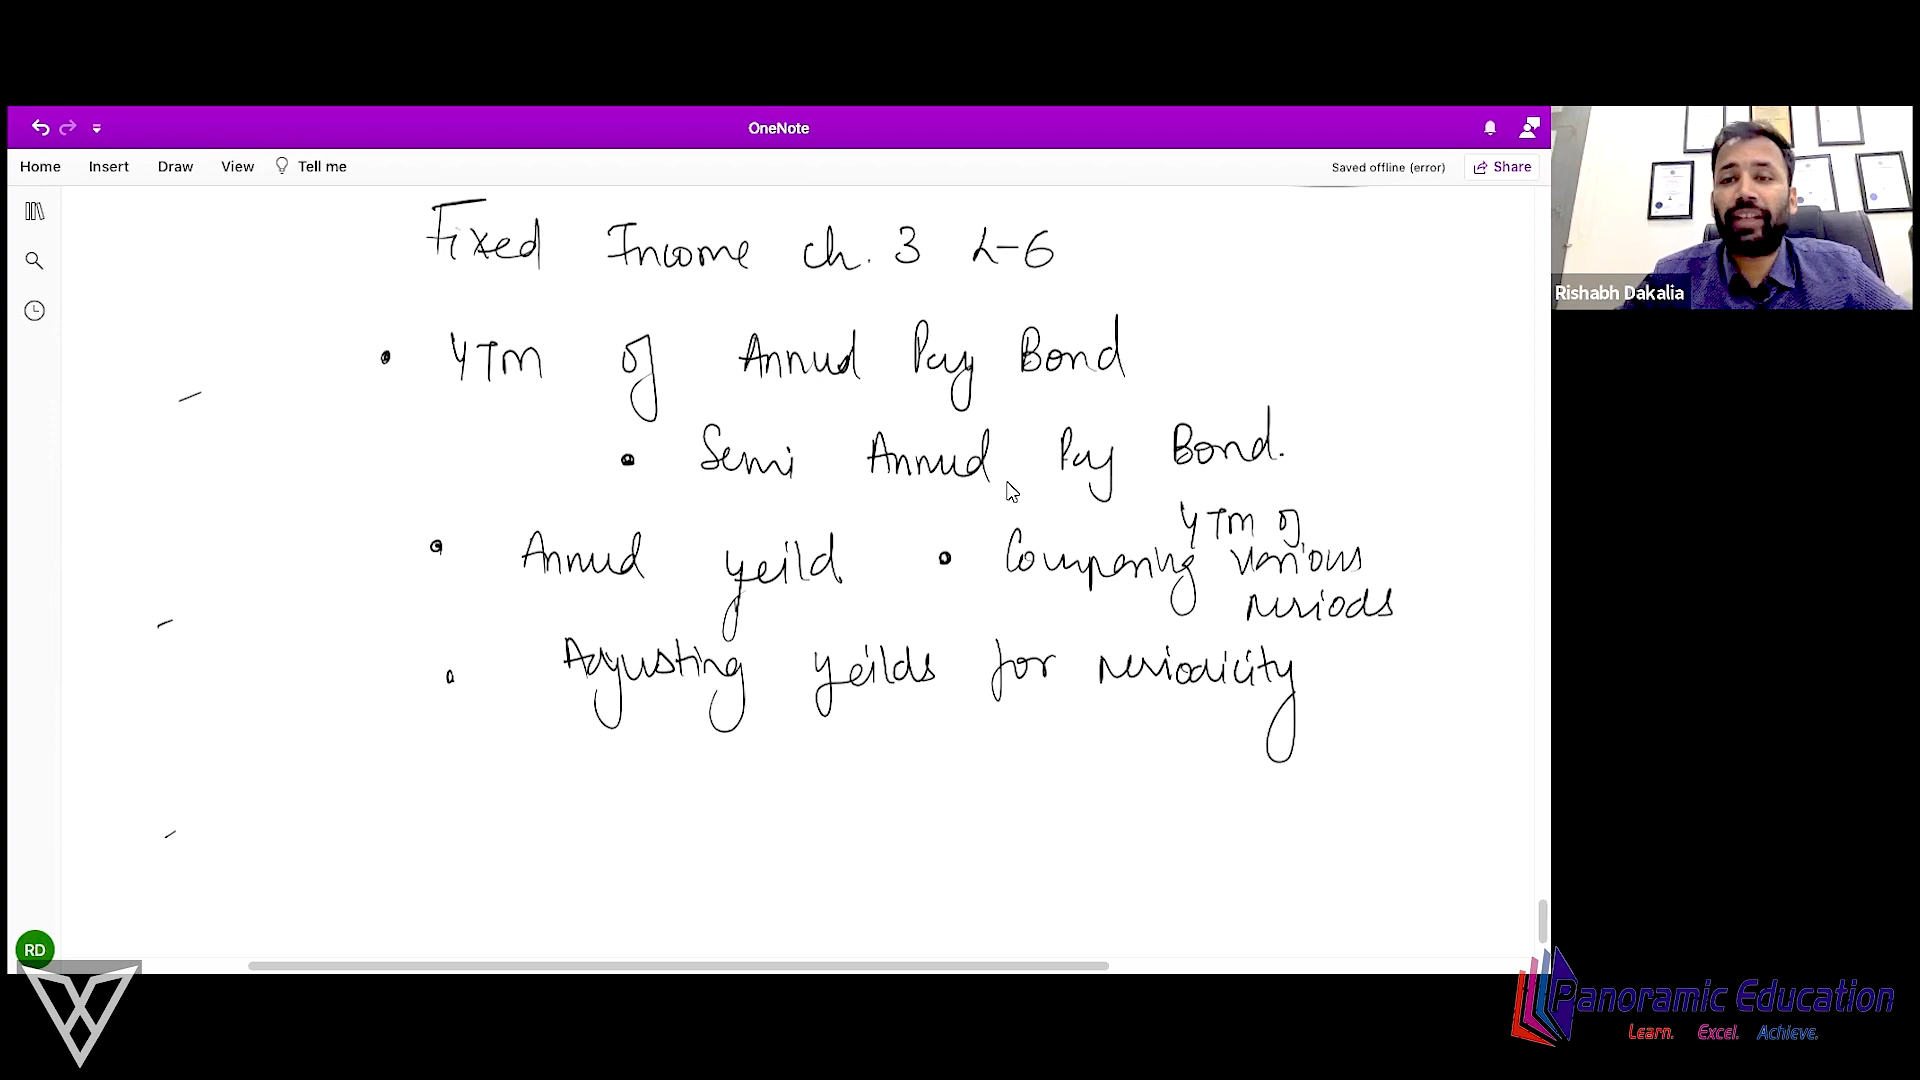 OneNote
Home Insert Draw View Tell me
Saved offline (error) Share
Rishabh Dakalia
Fixed Income ch. 3 L-6
• YTM of Annual Pay Bond
• Semi Annual Pay Bond.
• Annual yeild • Comparing YTM of various periods
• Adjusting yeilds for periodicity
RD
Panoramic Education
Learn. Excel. Achieve.